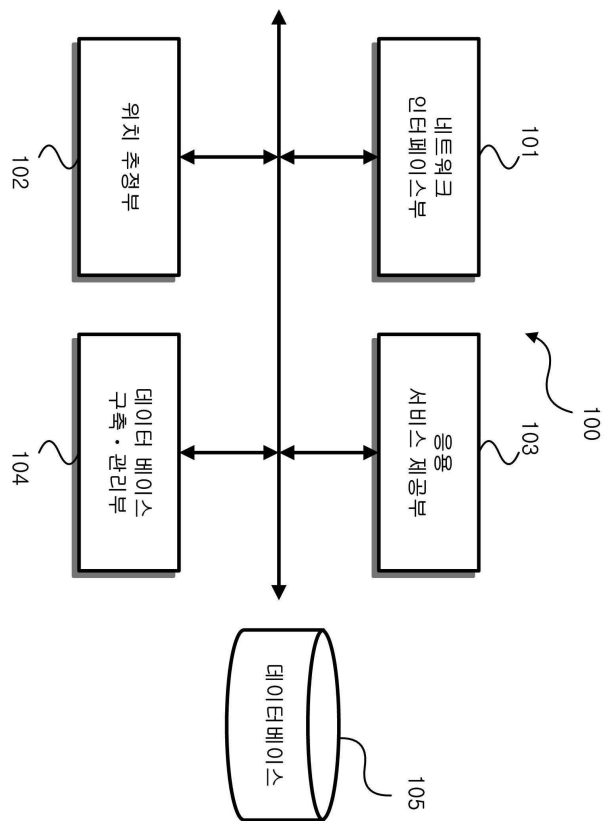 100
101
네트워크
인터페이스부
103
응용
서비스 제공부
위치 추정부
102
데이터 베이스
구축 · 관리부
104
105
데이터베이스